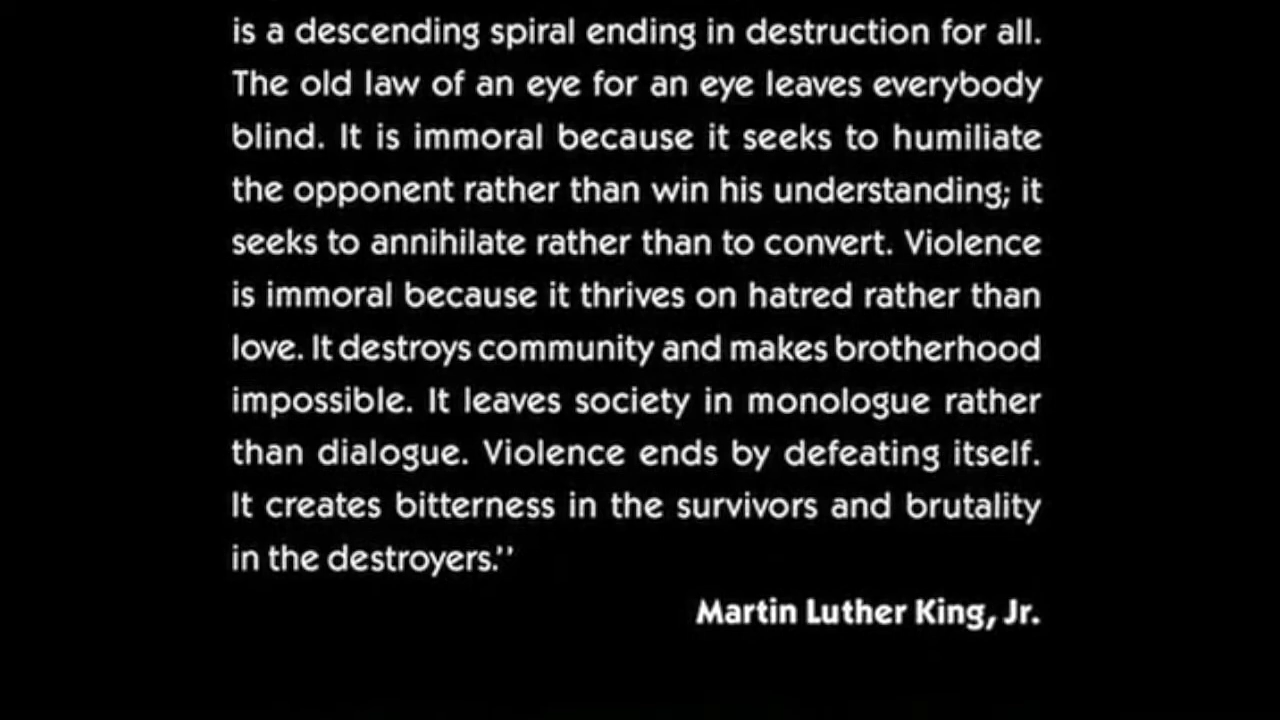 is a descending spiral ending in destruction for all.
The old law of an eye for an eye leaves everybody
blind. It is immoral because it seeks to humiliate
the opponent rather than win his understanding; it
seeks to annihilate rather than to convert. Violence
is immoral because it thrives on hatred rather than
love. It destroys community and makes brotherhood
impossible. It leaves society in monologue rather
than dialogue. Violence ends by defeating itself.
It creates bitterness in the survivors and brutality
in the destroyers.''
Martin Luther King, Jr.